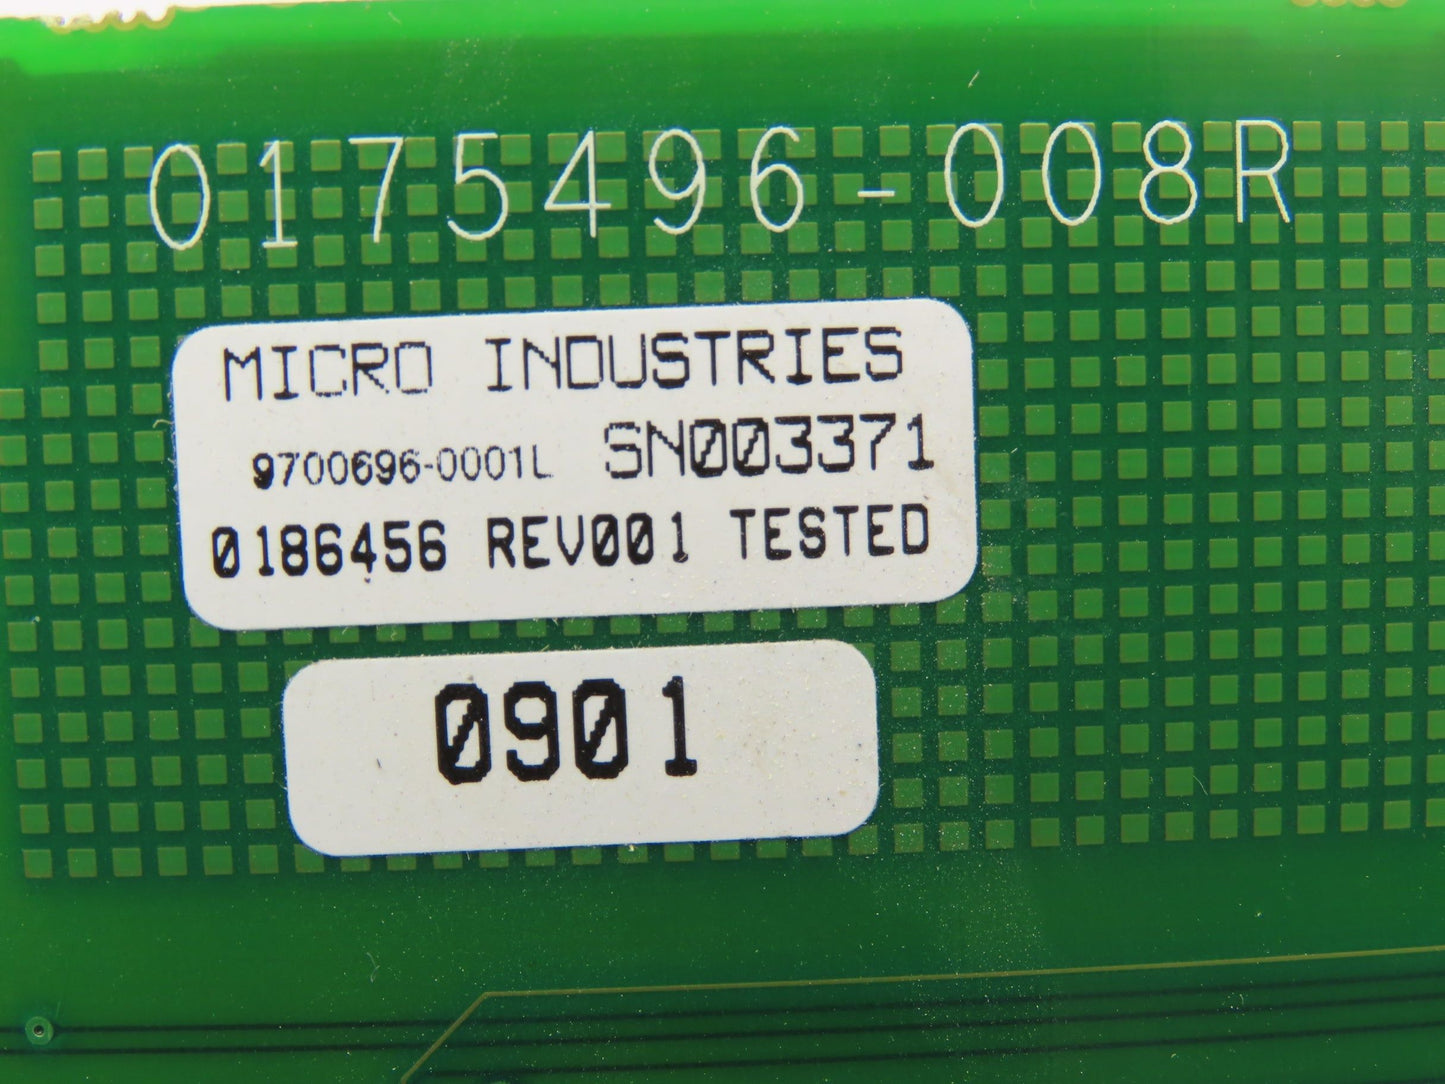 0175496-008R
MICRO INDUSTRIES
9700696-0001L SN003371
0186456 REV001 TESTED
0901